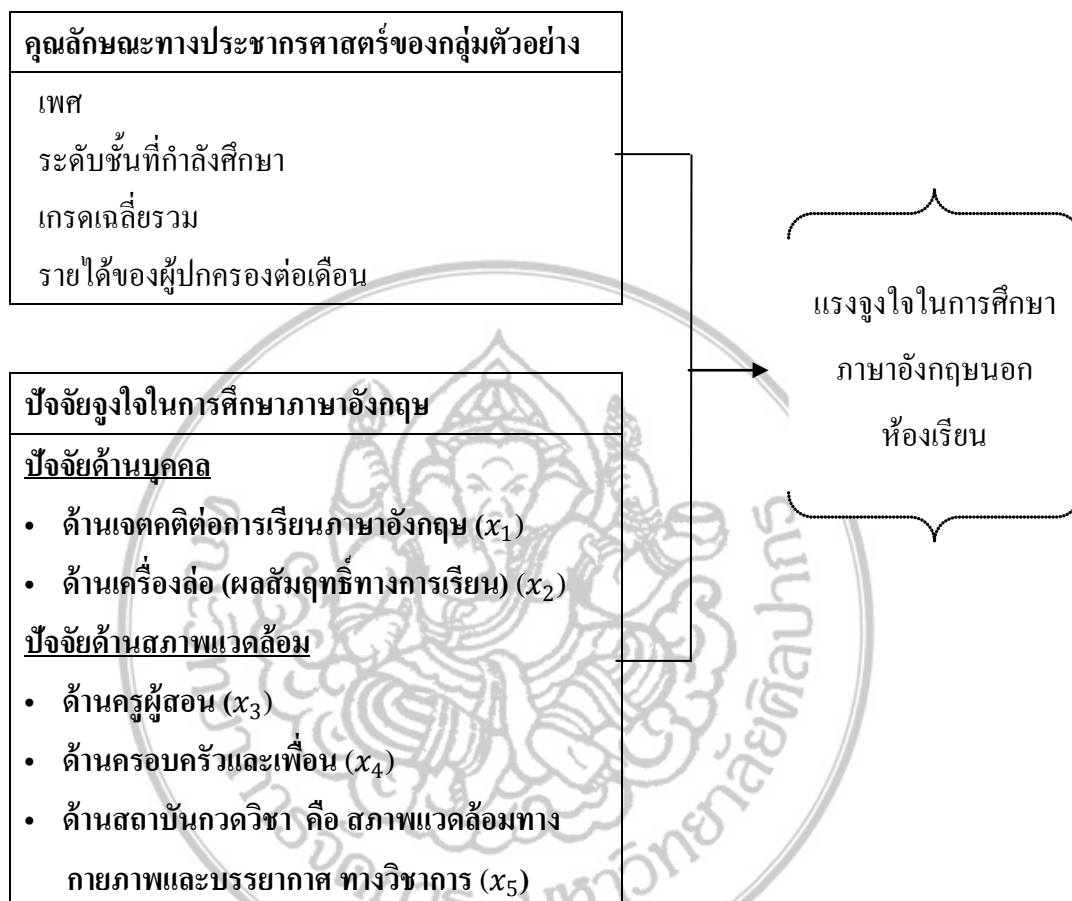 คุณลักษณะทางประชากรศาสตร์ของกลุ่มตัวอย่าง
เพศ
ระดับชั้นที่กำลังศึกษา
เกรดเฉลี่ยรวม
รายได้ของผู้ปกครองต่อเดือน
ปัจจัยจูงใจในการศึกษาภาษาอังกฤษ
ปัจจัยด้านบุคคล
• ด้านเจตคติต่อการเรียนภาษาอังกฤษ (x₁)
• ด้านเครื่องล่อ (ผลสัมฤทธิ์ทางการเรียน) (x₂)
ปัจจัยด้านสภาพแวดล้อม
• ด้านครูผู้สอน (x₃)
• ด้านครอบครัวและเพื่อน (x₄)
• ด้านสถาบันกวดวิชา คือ สภาพแวดล้อมทาง
กายภาพและบรรยากาศ ทางวิชาการ (x₅)
แรงจูงใจในการศึกษา
ภาษาอังกฤษนอก
ห้องเรียน